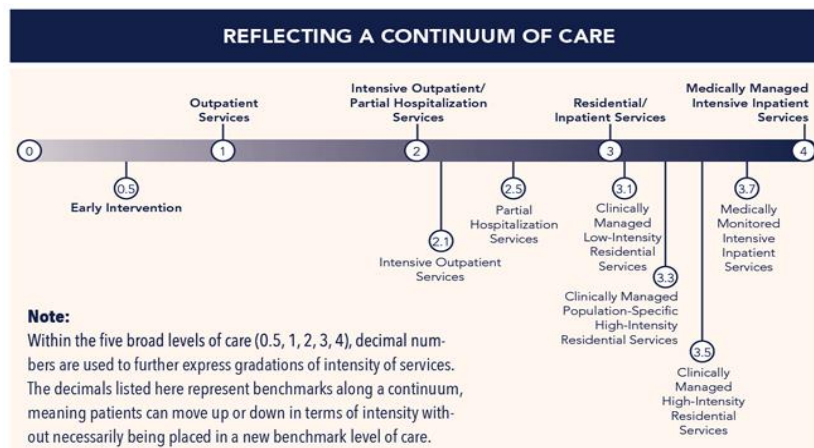 REFLECTING A CONTINUUM OF CARE
Intensive Outpatient/
Partial Hospitalization
Services
Outpatient
Services
Residential/
Inpatient Services
Medically Managed
Intensive Inpatient
Services
0
1
2
3
4
0.5
Early Intervention
2.1
Intensive Outpatient
Services
2.5
Partial
Hospitalization
Services
3.1
Clinically
Managed
Low-Intensity
Residential
Services
3.3
Clinically Managed
Population-Specific
High-Intensity
Residential Services
3.5
Clinically
Managed
High-Intensity
Residential
Services
3.7
Medically
Monitored
Intensive
Inpatient
Services
Note:
Within the five broad levels of care (0.5, 1, 2, 3, 4), decimal num-
bers are used to further express gradations of intensity of services.
The decimals listed here represent benchmarks along a continuum,
meaning patients can move up or down in terms of intensity with-
out necessarily being placed in a new benchmark level of care.